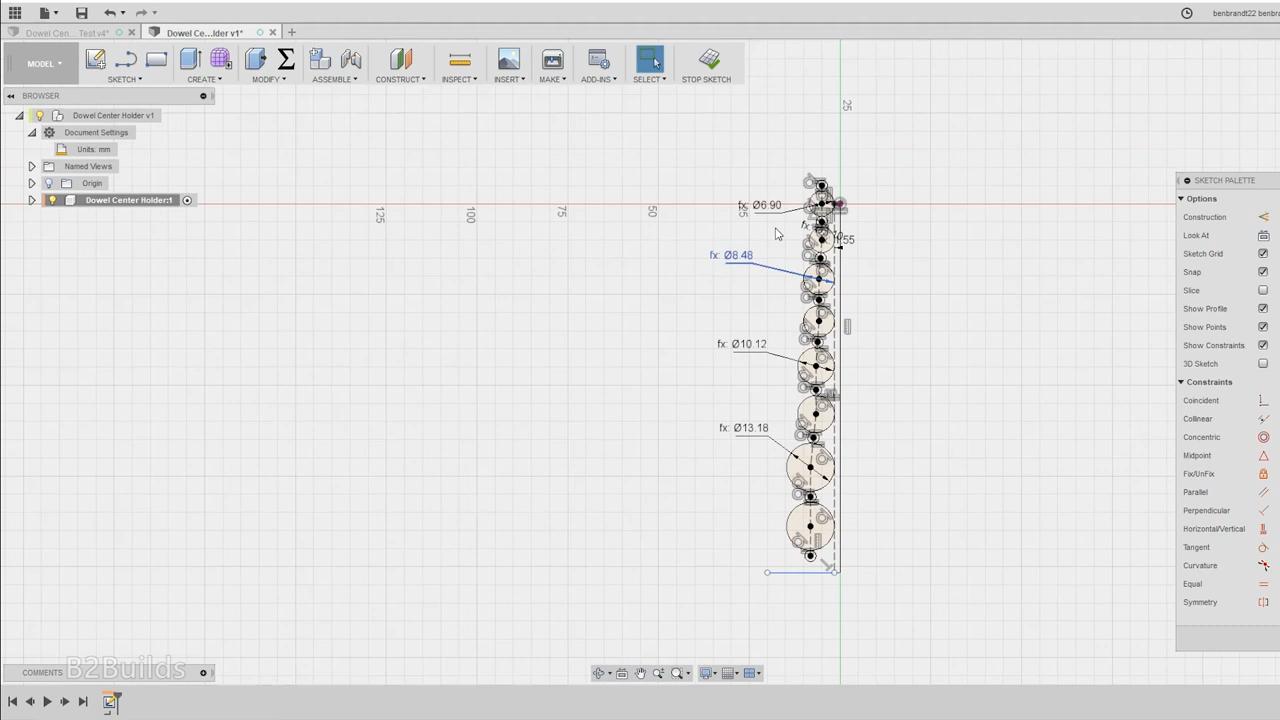 benbrandt22 benbr
Dowel Cen... Test v4*
Dowel Ce...lder v1*
MODEL
SKETCH
CREATE
MODIFY
ASSEMBLE
CONSTRUCT
INSPECT
INSERT
MAKE
ADD-INS
SELECT
STOP SKETCH
BROWSER
Dowel Center Holder v1
Document Settings
Units: mm
Named Views
Origin
Dowel Center Holder:1
25
125
100
75
50
25
fx: Ø6.90
fx:
fx: Ø8.48
fx: Ø10.12
fx: Ø13.18
SKETCH PALETTE
Options
Construction
Look At
Sketch Grid
Snap
Slice
Show Profile
Show Points
Show Constraints
3D Sketch
Constraints
Coincident
Collinear
Concentric
Midpoint
Fix/UnFix
Parallel
Perpendicular
Horizontal/Vertical
Tangent
Curvature
Equal
Symmetry
COMMENTS
B2Builds